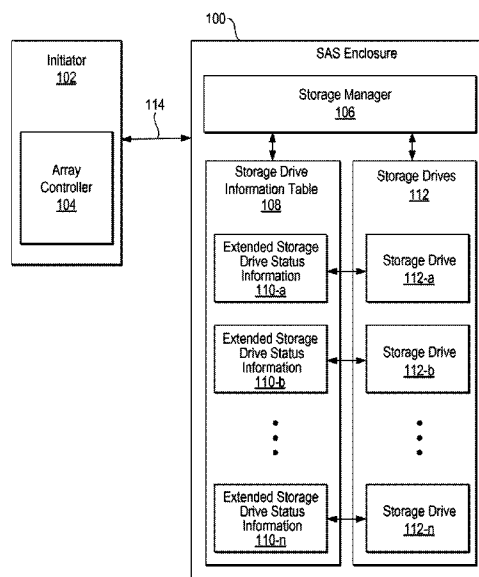 100
Initiator
102
Array
Controller
104
114
SAS Enclosure
Storage Manager
106
Storage Drive
Information Table
108
Storage Drives
112
Extended Storage
Drive Status
Information
110-a
Storage Drive
112-a
Extended Storage
Drive Status
Information
110-b
Storage Drive
112-b
Extended Storage
Drive Status
Information
110-n
Storage Drive
112-n